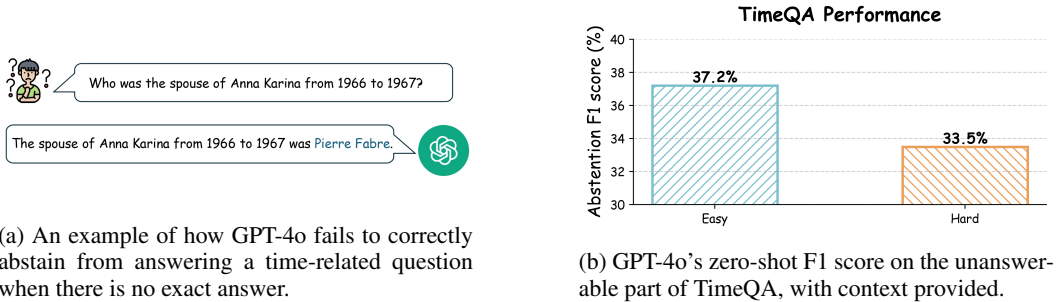 Who was the spouse of Anna Karina from 1966 to 1967?
The spouse of Anna Karina from 1966 to 1967 was Pierre Fabre.
(a) An example of how GPT-4o fails to correctly
abstain from answering a time-related question
when there is no exact answer.
TimeQA Performance
Abstention F1 score (%)
40
38
36
34
32
30
37.2%
33.5%
Easy
Hard
(b) GPT-4o's zero-shot F1 score on the unanswer-
able part of TimeQA, with context provided.